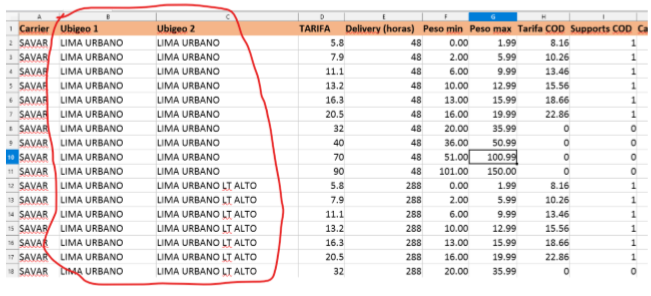 A B C D E F G H I
1 Carrier Ubigeo 1 Ubigeo 2 TARIFA Delivery (horas) Peso min Peso max Tarifa COD Supports COD Ca
2 SAVAR LIMA URBANO LIMA URBANO 5.8 48 0.00 1.99 8.16 1
3 SAVAR LIMA URBANO LIMA URBANO 7.9 48 2.00 5.99 10.26 1
4 SAVAR LIMA URBANO LIMA URBANO 11.1 48 6.00 9.99 13.46 1
5 SAVAR LIMA URBANO LIMA URBANO 13.2 48 10.00 12.99 15.56 1
6 SAVAR LIMA URBANO LIMA URBANO 16.3 48 13.00 15.99 18.66 1
7 SAVAR LIMA URBANO LIMA URBANO 20.5 48 16.00 19.99 22.86 1
8 SAVAR LIMA URBANO LIMA URBANO 32 48 20.00 35.99 0 0
9 SAVAR LIMA URBANO LIMA URBANO 40 48 36.00 50.99 0 0
10 SAVAR LIMA URBANO LIMA URBANO 70 48 51.00 100.99 0 0
11 SAVAR LIMA URBANO LIMA URBANO 90 48 101.00 150.00 0 0
12 SAVAR LIMA URBANO LIMA URBANO LT ALTO 5.8 288 0.00 1.99 8.16 1
13 SAVAR LIMA URBANO LIMA URBANO LT ALTO 7.9 288 2.00 5.99 10.26 1
14 SAVAR LIMA URBANO LIMA URBANO LT ALTO 11.1 288 6.00 9.99 13.46 1
15 SAVAR LIMA URBANO LIMA URBANO LT ALTO 13.2 288 10.00 12.99 15.56 1
16 SAVAR LIMA URBANO LIMA URBANO LT ALTO 16.3 288 13.00 15.99 18.66 1
17 SAVAR LIMA URBANO LIMA URBANO LT ALTO 20.5 288 16.00 19.99 22.86 1
18 SAVAR LIMA URBANO LIMA URBANO LT ALTO 32 288 20.00 35.99 0 0